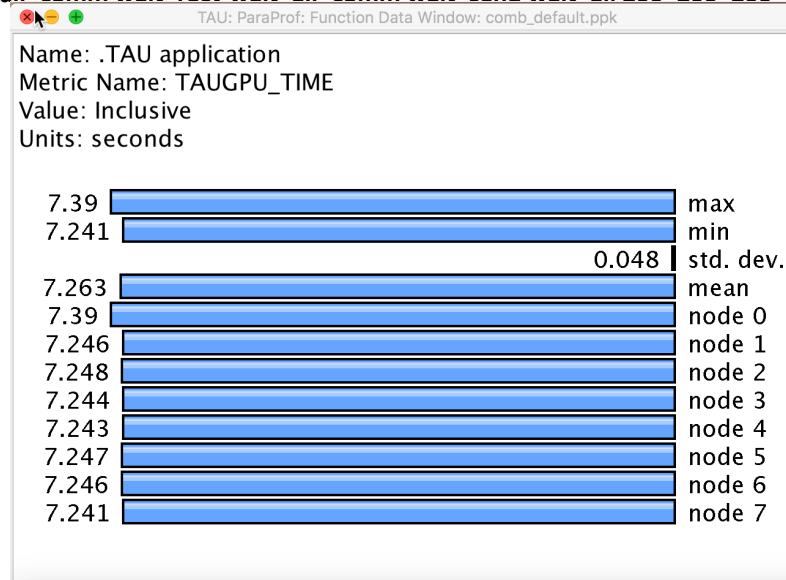 TAU: ParaProf: Function Data Window: comb_default.ppk
Name: .TAU application
Metric Name: TAUGPU_TIME
Value: Inclusive
Units: seconds
7.39 max
7.241 min
0.048 std. dev.
7.263 mean
7.39 node 0
7.246 node 1
7.248 node 2
7.244 node 3
7.243 node 4
7.247 node 5
7.246 node 6
7.241 node 7